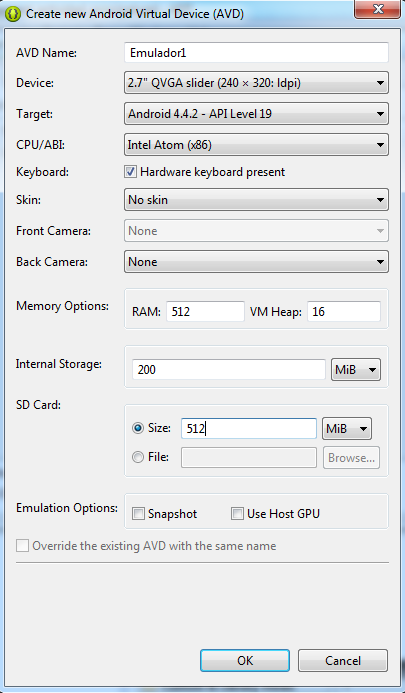 Create new Android Virtual Device (AVD)
AVD Name: Emulador1
Device: 2.7" QVGA slider (240 × 320: ldpi)
Target: Android 4.4.2 - API Level 19
CPU/ABI: Intel Atom (x86)
Keyboard: Hardware keyboard present
Skin: No skin
Front Camera: None
Back Camera: None
Memory Options: RAM: 512 VM Heap: 16
Internal Storage: 200 MiB
SD Card:
Size: 512 MiB
File: Browse...
Emulation Options: Snapshot Use Host GPU
Override the existing AVD with the same name
OK Cancel